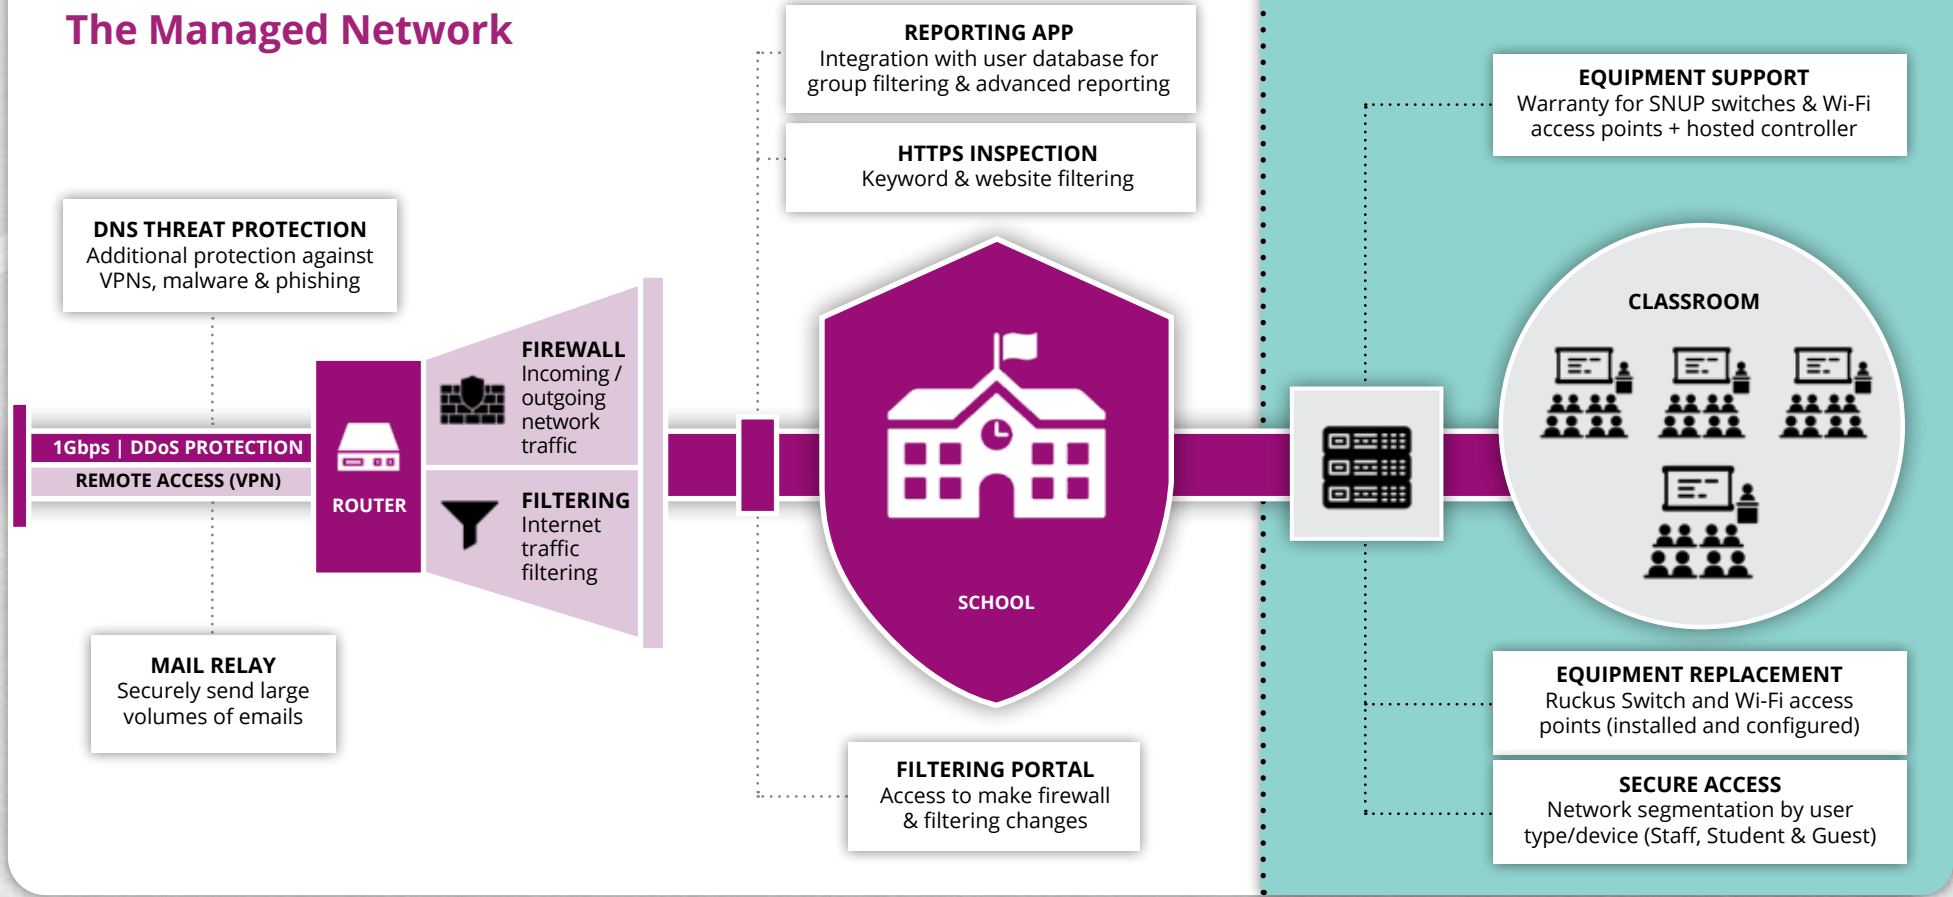 The Managed Network
REPORTING APP
Integration with user database for
group filtering & advanced reporting
HTTPS INSPECTION
Keyword & website filtering
EQUIPMENT SUPPORT
Warranty for SNUP switches & Wi-Fi
access points + hosted controller
DNS THREAT PROTECTION
Additional protection against
VPNs, malware & phishing
1Gbps | DDoS PROTECTION
REMOTE ACCESS (VPN)
ROUTER
FIREWALL
Incoming /
outgoing
network
traffic
FILTERING
Internet
traffic
filtering
SCHOOL
CLASSROOM
MAIL RELAY
Securely send large
volumes of emails
FILTERING PORTAL
Access to make firewall
& filtering changes
EQUIPMENT REPLACEMENT
Ruckus Switch and Wi-Fi access
points (installed and configured)
SECURE ACCESS
Network segmentation by user
type/device (Staff, Student & Guest)